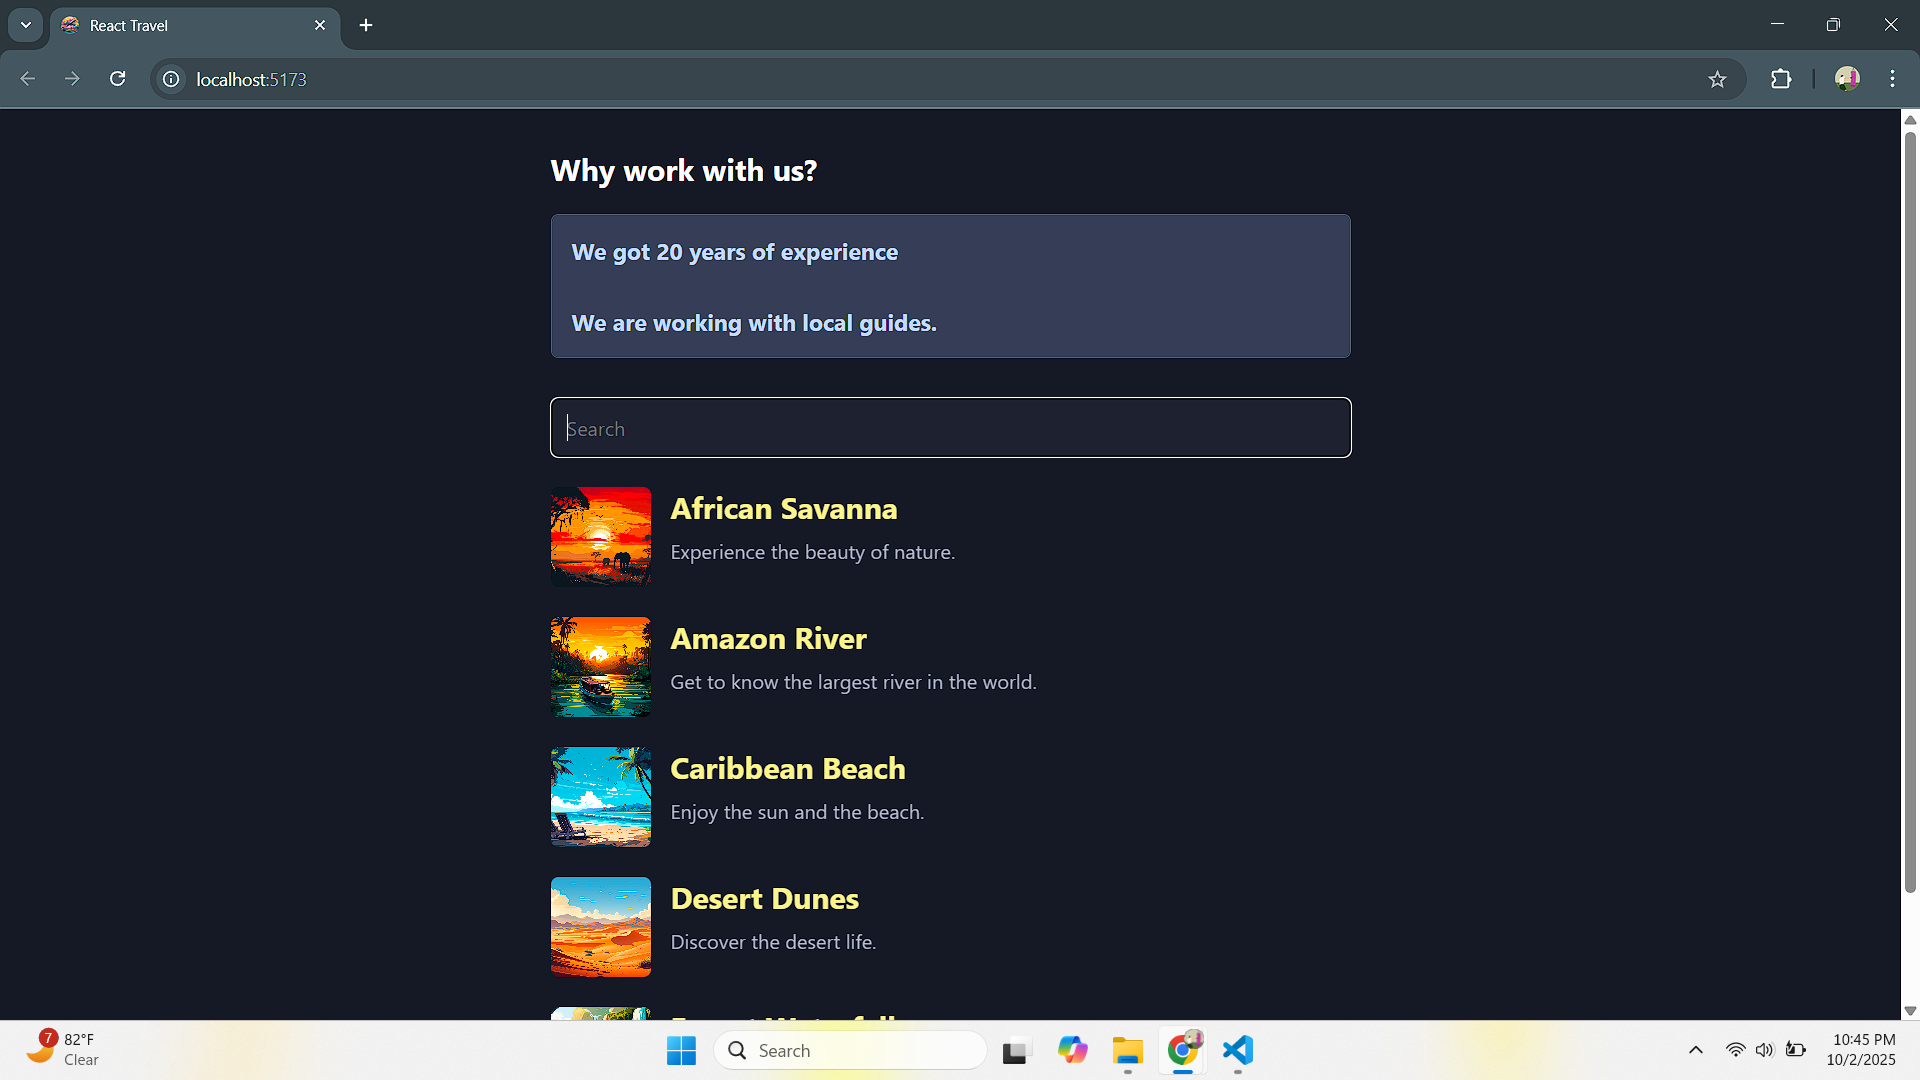 React Travel
localhost:5173
Why work with us?
We got 20 years of experience
We are working with local guides.
Search
African Savanna
Experience the beauty of nature.
Amazon River
Get to know the largest river in the world.
Caribbean Beach
Enjoy the sun and the beach.
Desert Dunes
Discover the desert life.
7
82°F
Clear
Search
10:45 PM
10/2/2025